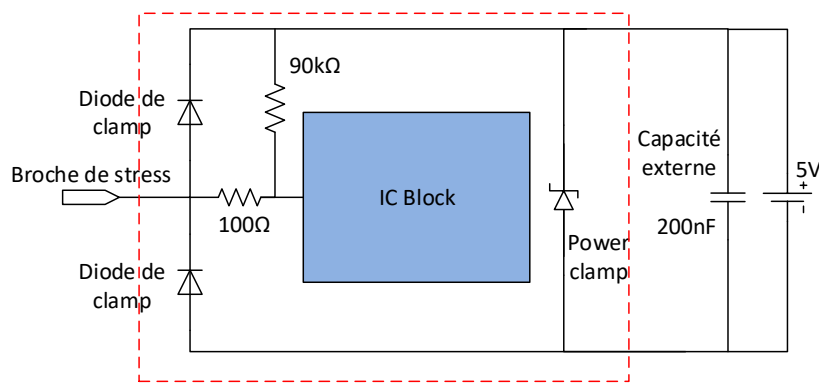 90kΩ
Diode de
clamp
Broche de stress
100Ω
IC Block
Diode de
clamp
Power
clamp
Capacité
externe
200nF
5V
+
-